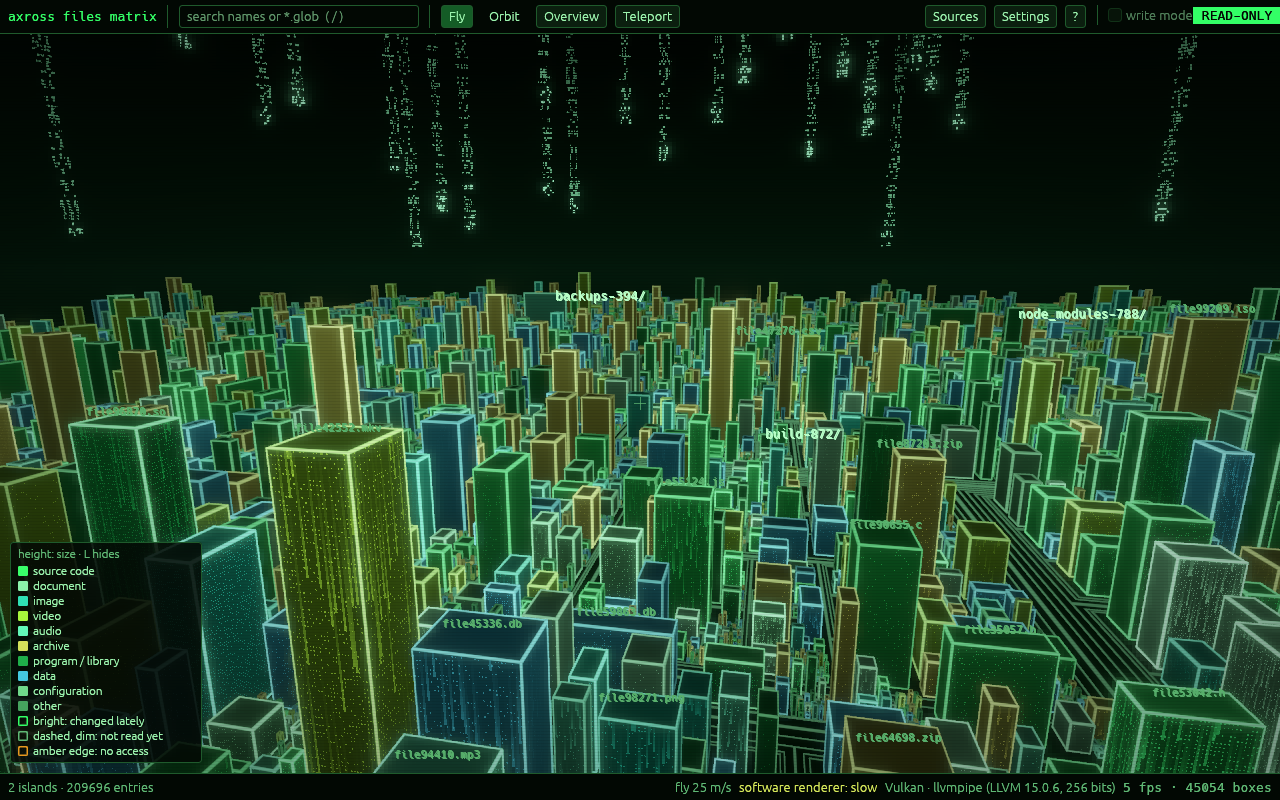 axross files matrix
search names or *.glob (/)
Fly
Orbit
Overview
Teleport
Sources
Settings
?
write mode
READ-ONLY
backups-394/
node_modules-788/
file99209.iso
build-872/
file87203.zip
file45336.db
file98271.png
file64698.zip
file94410.mp3
height: size · L hides
source code
document
image
video
audio
archive
program / library
data
configuration
other
bright: changed lately
dashed, dim: not read yet
amber edge: no access
2 islands · 209696 entries
fly 25 m/s
software renderer: slow
Vulkan · llvmpipe (LLVM 15.0.6, 256 bits)
5 fps · 45054 boxes